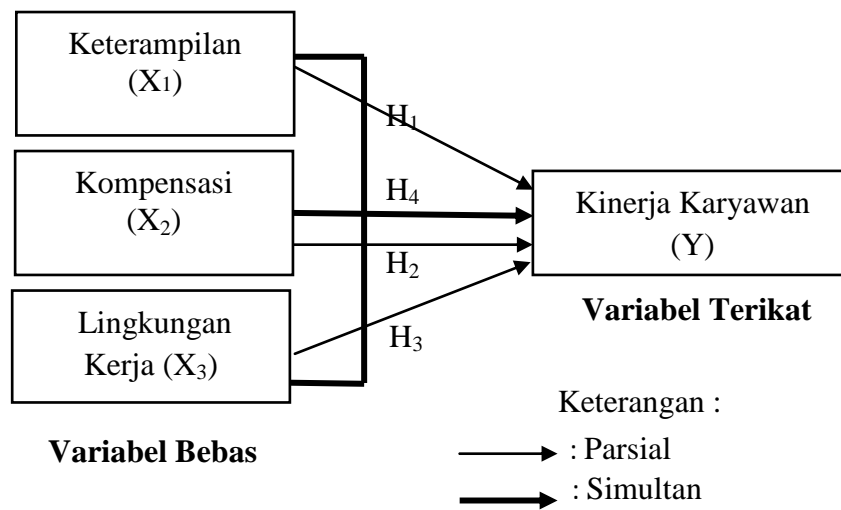 Keterampilan
(X₁)
H₁
Kompensasi
(X₂)
H₄
H₂
Kinerja Karyawan
(Y)
Lingkungan
Kerja (X₃)
H₃
Variabel Terikat
Variabel Bebas
Keterangan :
: Parsial
: Simultan